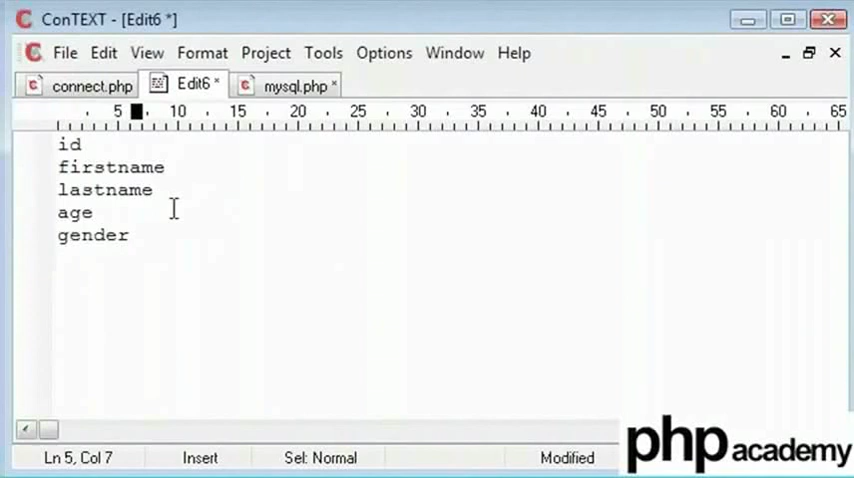 ConTEXT - [Edit6 *]
File Edit View Format Project Tools Options Window Help
connect.php Edit6 * mysql.php *
5 10 15 20 25 30 35 40 45 50 55 60 65
id
firstname
lastname
age
gender
Ln 5, Col 7 Insert Sel: Normal Modified
php academy